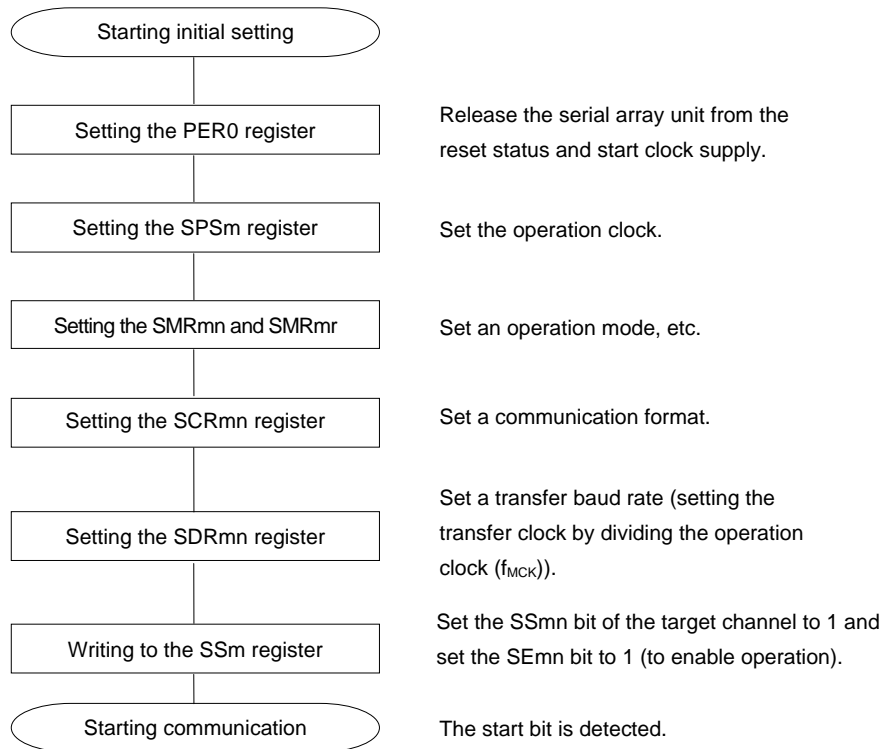 Starting initial setting
Setting the PER0 register
Release the serial array unit from the
reset status and start clock supply.
Setting the SPSm register
Set the operation clock.
Setting the SMRmn and SMRmr
Set an operation mode, etc.
Setting the SCRmn register
Set a communication format.
Setting the SDRmn register
Set a transfer baud rate (setting the
transfer clock by dividing the operation
clock (fMCK)).
Writing to the SSm register
Set the SSmn bit of the target channel to 1 and
set the SEmn bit to 1 (to enable operation).
Starting communication
The start bit is detected.